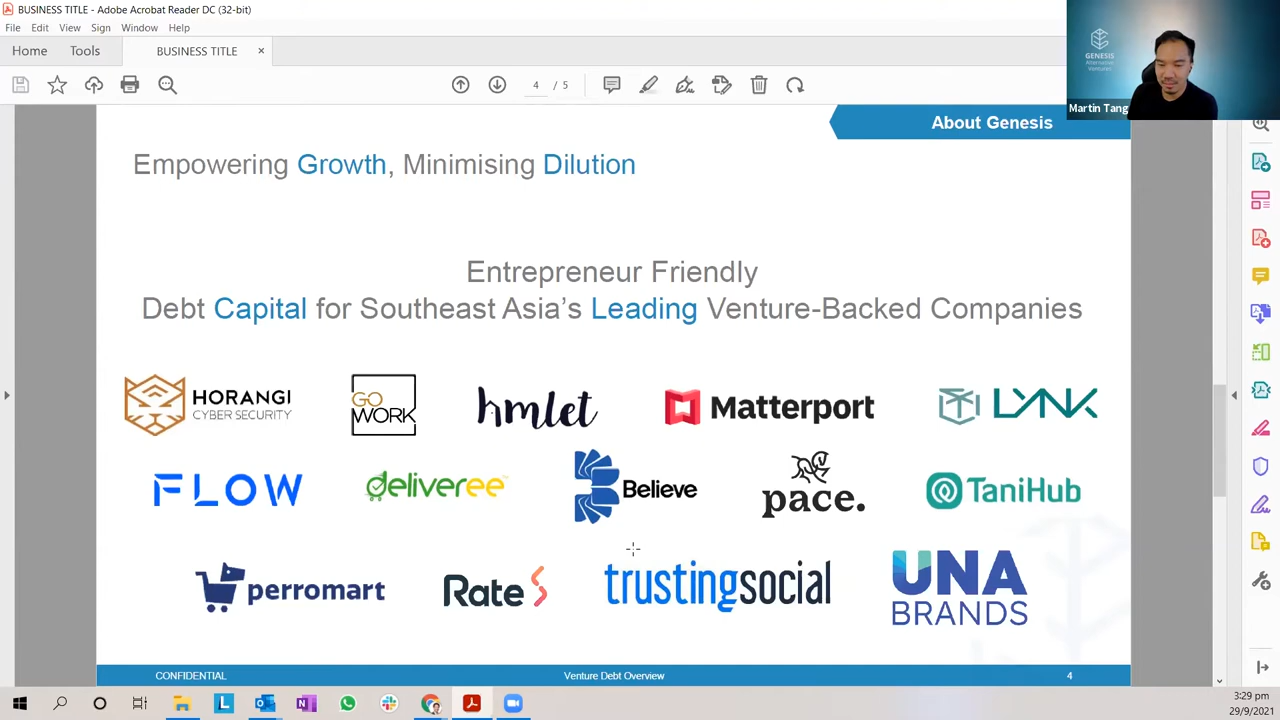 BUSINESS TITLE - Adobe Acrobat Reader DC (32-bit)
File Edit View Sign Window Help
Home Tools BUSINESS TITLE ×
4 / 5
GENESIS
Alternative
Ventures
Martin Tang
About Genesis
Empowering Growth, Minimising Dilution
Entrepreneur Friendly
Debt Capital for Southeast Asia's Leading Venture-Backed Companies
HORANGI
CYBER SECURITY
GO
WORK
hmlet
Matterport
LYNK
FLOW
deliveree
Believe
pace.
TaniHub
perromart
Rate S
trustingsocial
UNA
BRANDS
CONFIDENTIAL Venture Debt Overview 4
3:29 pm
29/9/2021